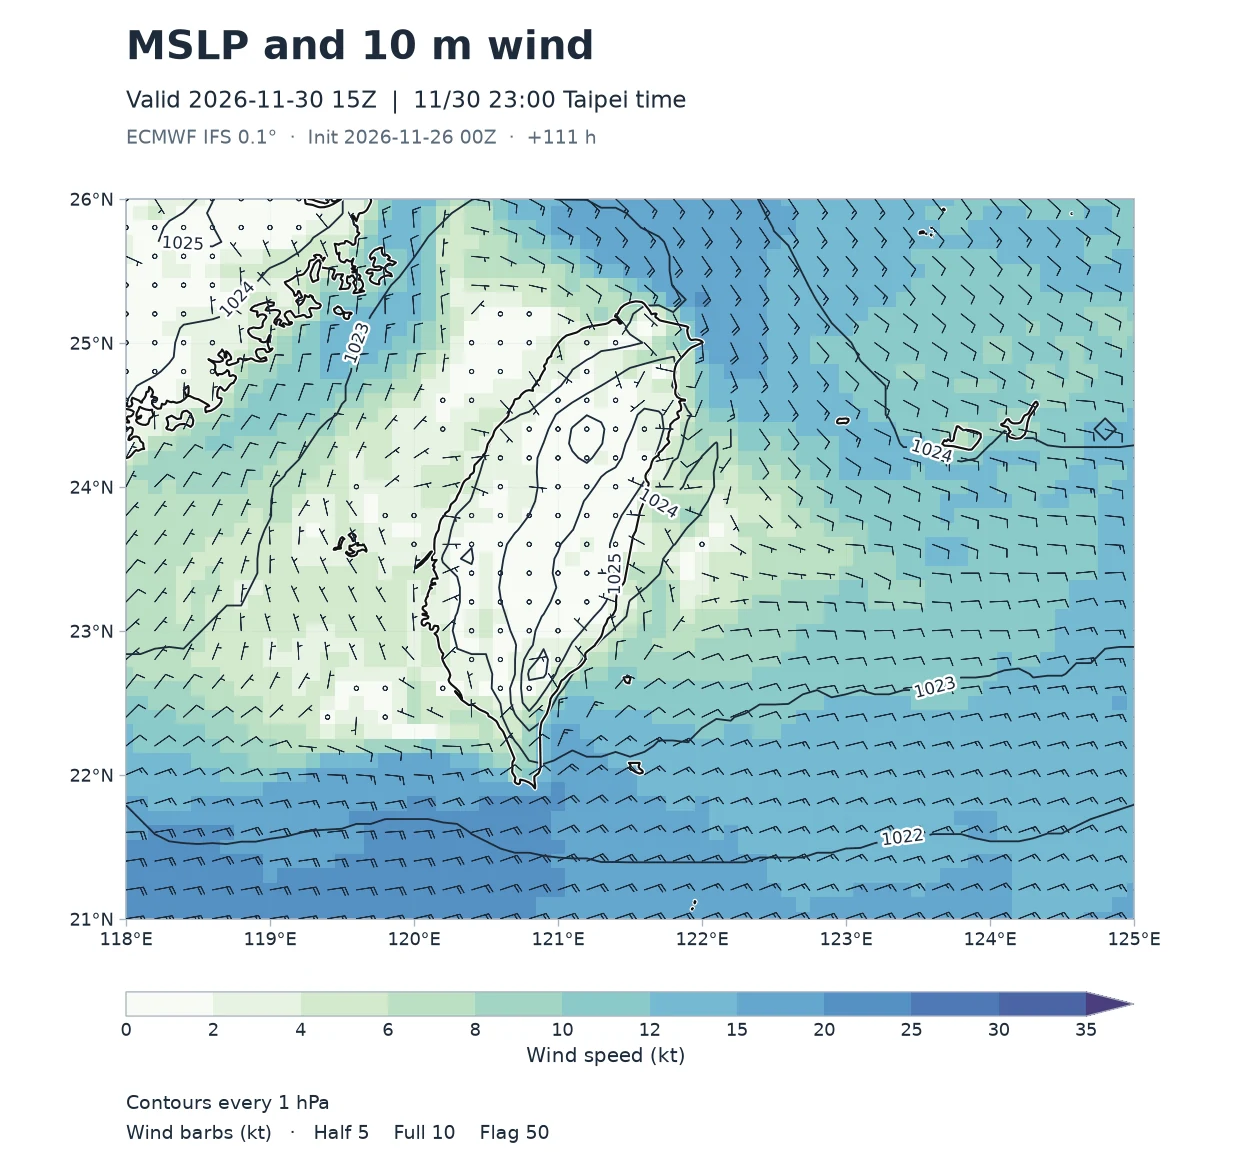 MSLP and 10 m wind
Valid 2026-11-30 15Z | 11/30 23:00 Taipei time
ECMWF IFS 0.1° · Init 2026-11-26 00Z · +111 h
26°N
1025
1024
1023
25°N
1024
24°N
1024
1025
23°N
1023
22°N
1022
21°N
118°E 119°E 120°E 121°E 122°E 123°E 124°E 125°E
0 2 4 6 8 10 12 15 20 25 30 35
Wind speed (kt)
Contours every 1 hPa
Wind barbs (kt) · Half 5 Full 10 Flag 50